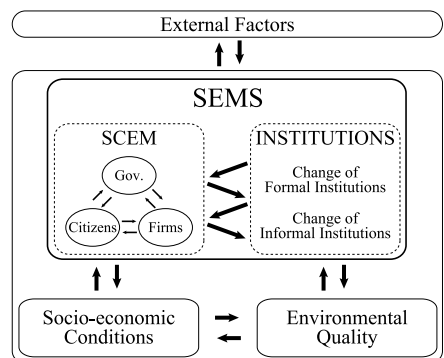 External Factors
SEMS
SCEM
Gov.
Citizens
Firms
INSTITUTIONS
Change of
Formal Institutions
Change of
Informal Institutions
Socio-economic
Conditions
Environmental
Quality